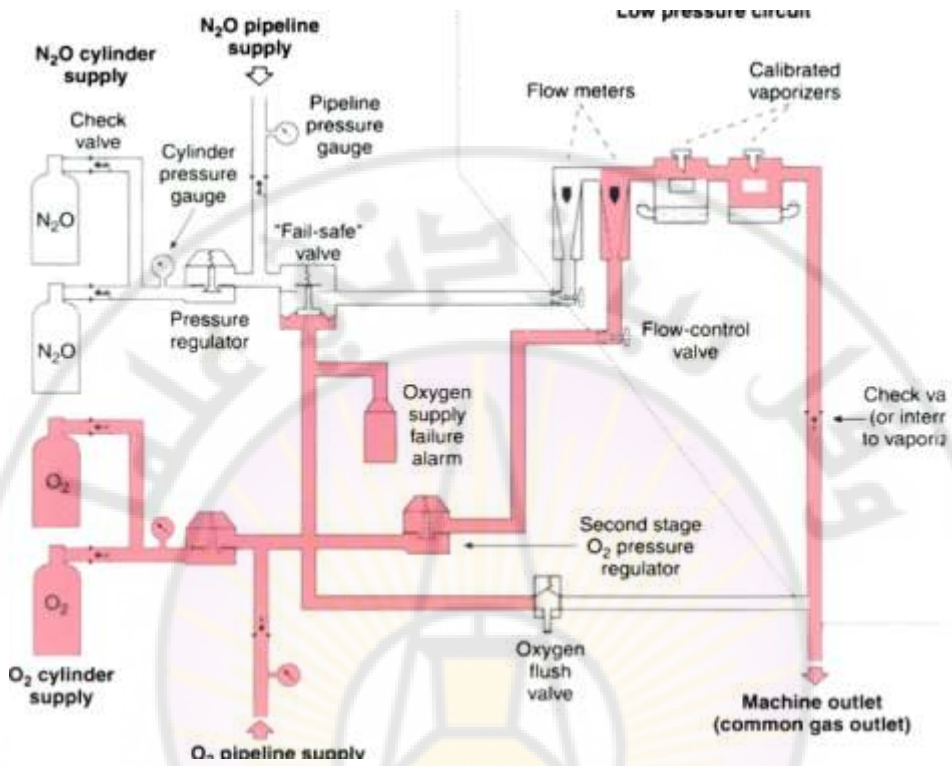 Low pressure circuit
N₂O pipeline
supply
N₂O cylinder
supply
Calibrated
vaporizers
Flow meters
Pipeline
pressure
gauge
Check
valve
Cylinder
pressure
gauge
N₂O
"Fail-safe"
valve
N₂O
Pressure
regulator
Flow-control
valve
Oxygen
supply
failure
alarm
Check va
(or interr
to vaporiz
O₂
Second stage
O₂ pressure
regulator
O₂
Oxygen
flush
valve
O₂ cylinder
supply
Machine outlet
(common gas outlet)
O₂ pipeline supply